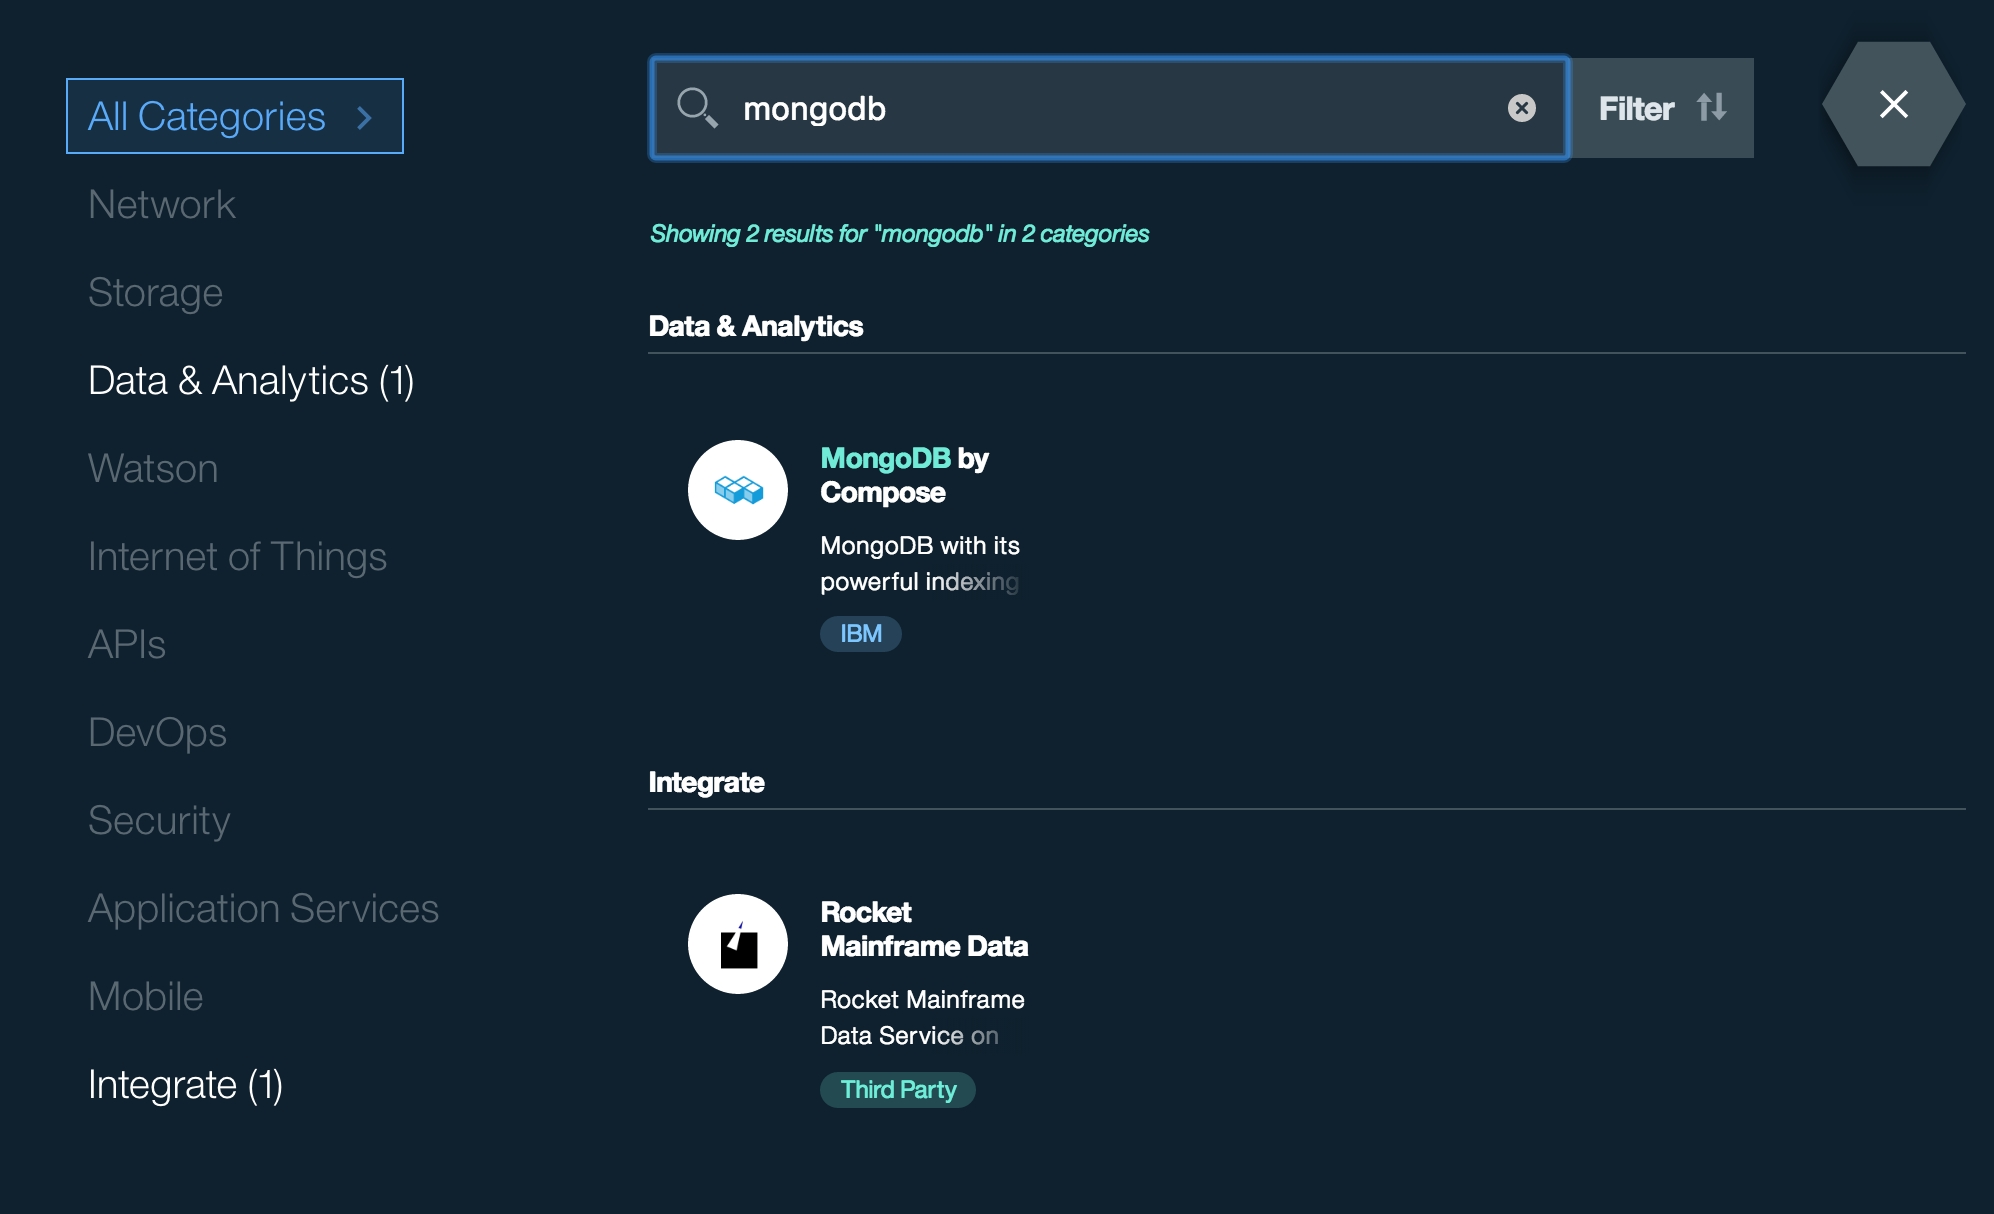 All Categories
Network
Storage
Data & Analytics (1)
Watson
Internet of Things
APIs
DevOps
Security
Application Services
Mobile
Integrate (1)
mongodb
Filter
Showing 2 results for "mongodb" in 2 categories
Data & Analytics
MongoDB by
Compose
MongoDB with its
powerful indexing
IBM
Integrate
Rocket
Mainframe Data
Rocket Mainframe
Data Service on
Third Party